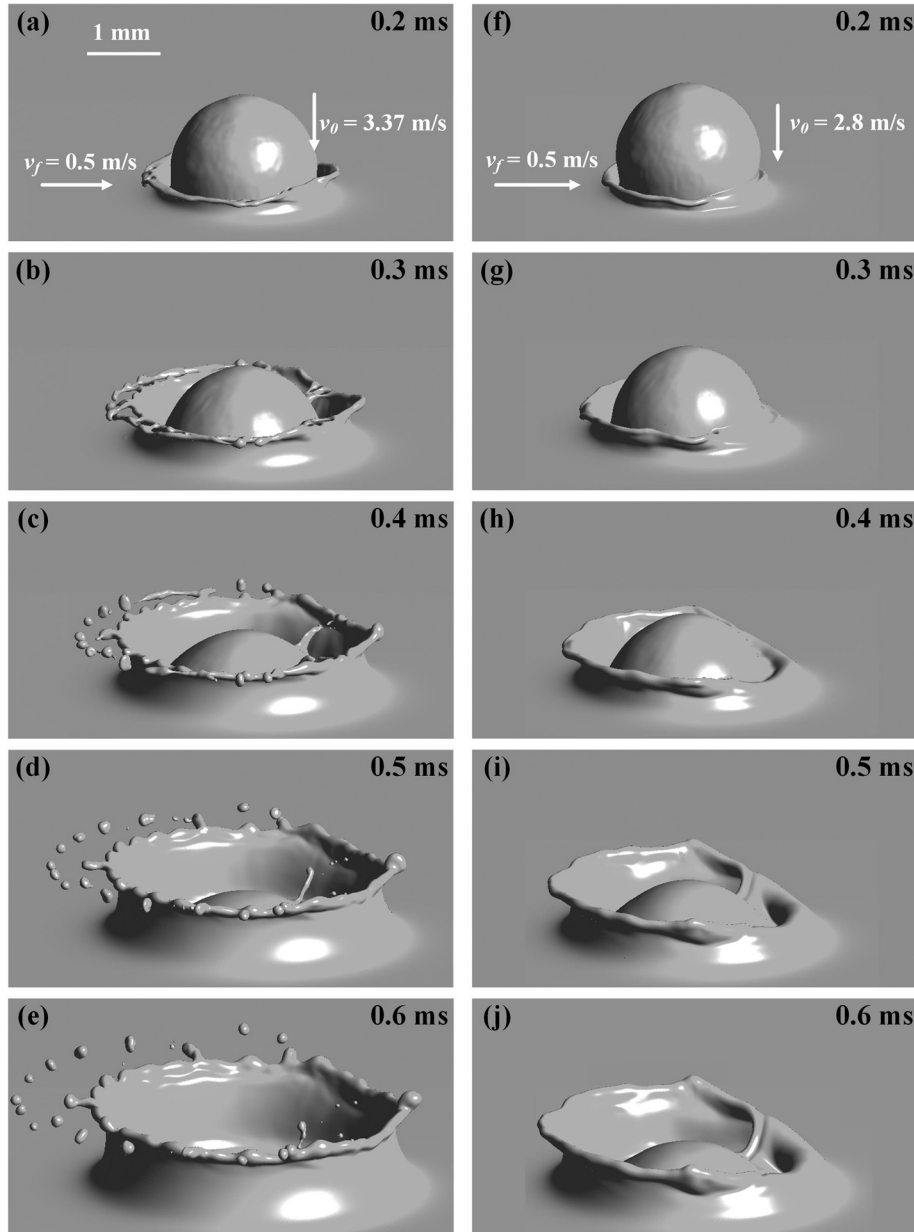 (a) 0.2 ms
1 mm
v₀ = 3.37 m/s
v_f = 0.5 m/s
(f) 0.2 ms
v₀ = 2.8 m/s
v_f = 0.5 m/s
(b) 0.3 ms
(g) 0.3 ms
(c) 0.4 ms
(h) 0.4 ms
(d) 0.5 ms
(i) 0.5 ms
(e) 0.6 ms
(j) 0.6 ms